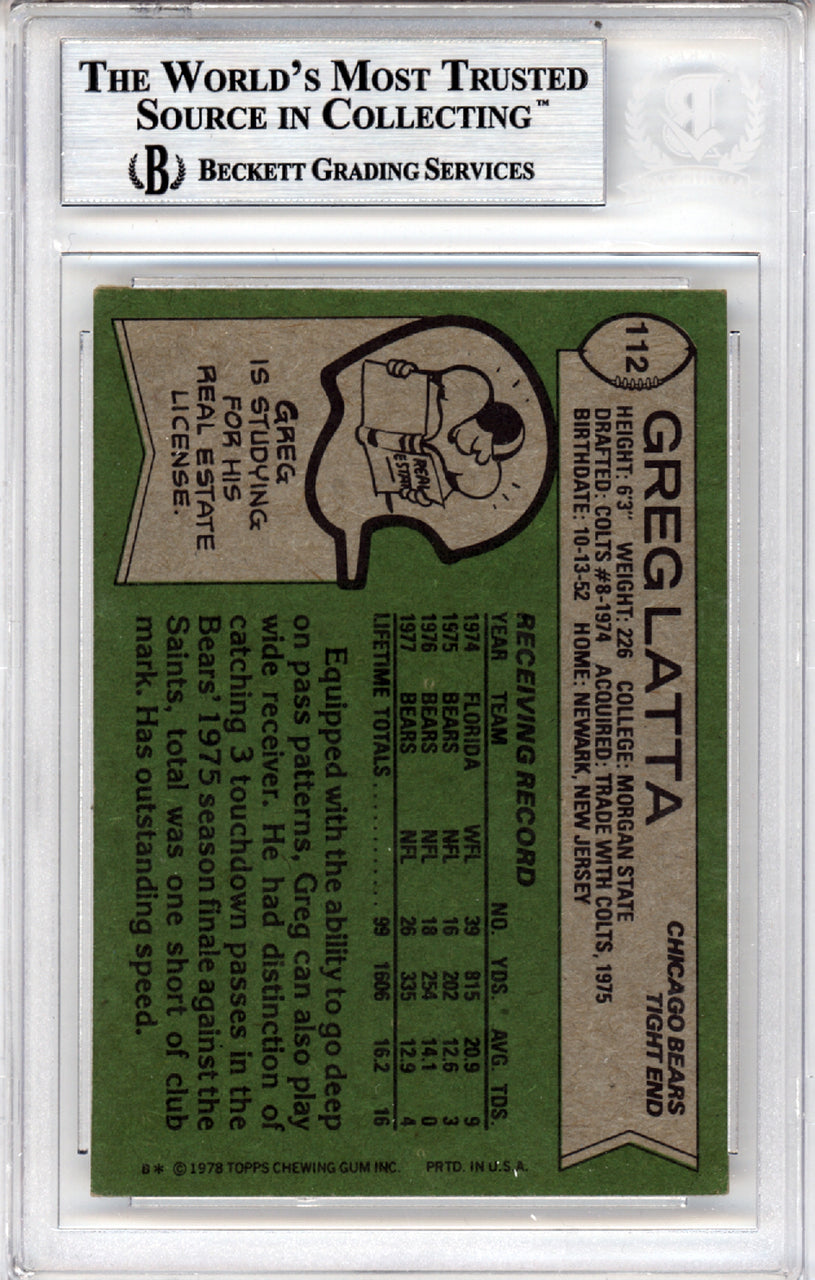 THE WORLD'S MOST TRUSTED
SOURCE IN COLLECTING™
B BECKETT GRADING SERVICES
112
GREG LATTA
CHICAGO BEARS
TIGHT END
HEIGHT: 6'3" WEIGHT: 226 COLLEGE: MORGAN STATE
DRAFTED: COLTS #8-1974 ACQUIRED: TRADE WITH COLTS, 1975
BIRTHDATE: 10-13-52 HOME: NEWARK, NEW JERSEY
REAL
ESTATE
GREG
IS STUDYING
FOR HIS
REAL ESTATE
LICENSE.
RECEIVING RECORD
YEAR TEAM NO. YDS. AVG. TDS.
1974 FLORIDA WFL 39 815 20.9 9
1975 BEARS NFL 16 202 12.6 3
1976 BEARS NFL 18 254 14.1 0
1977 BEARS NFL 26 335 12.9 4
LIFETIME TOTALS.......... 99 1606 16.2 16
Equipped with the ability to go deep
on pass patterns, Greg can also play
wide receiver. He had distinction of
catching 3 touchdown passes in the
Bears' 1975 season finale against the
Saints, total was one short of club
mark. Has outstanding speed.
B* © 1978 TOPPS CHEWING GUM INC. PRTD. IN U.S.A.